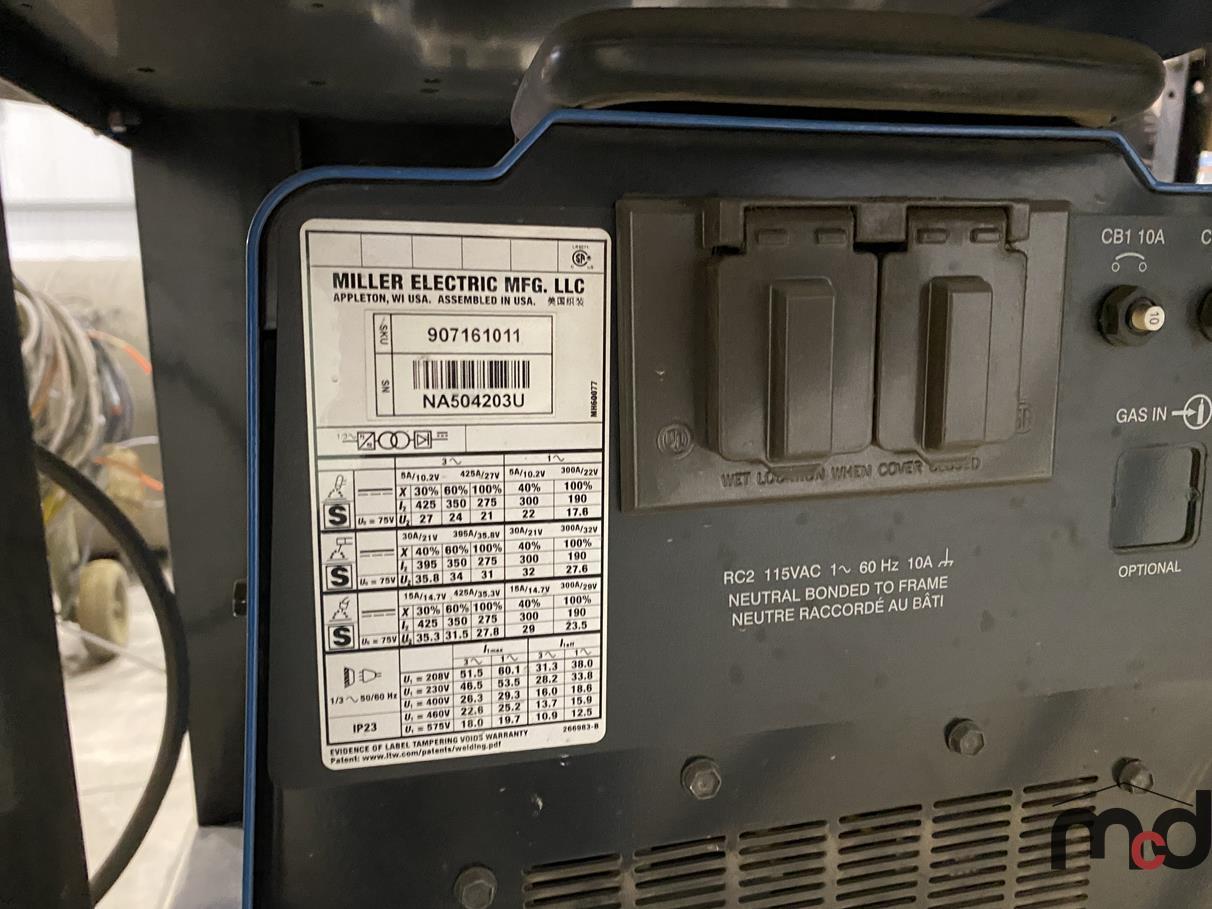 MILLER ELECTRIC MFG. LLC
APPLETON, WI USA. ASSEMBLED IN USA. 美国组装
SKU 907161011
SN NA504203U
MH60077
3~ 1~
5A/10.2V 425A/27V 5A/10.2V 300A/22V
X 30% 60% 100% 40% 100%
I₂ 425 350 275 300 190
S U₀ = 75V U₂ 27 24 21 22 17.6
30A/21V 395A/35.8V 30A/21V 300A/32V
X 40% 60% 100% 40% 100%
I₂ 395 350 275 300 190
S U₀ = 75V U₂ 35.8 34 31 32 27.6
15A/14.7V 425A/35.3V 15A/14.7V 300A/29V
X 30% 60% 100% 40% 100%
I₂ 425 350 275 300 190
S U₀ = 75V U₂ 35.3 31.5 27.8 29 23.5
I₁max I₁eff
3~ 1~ 3~ 1~
U₁ = 208V 51.5 60.1 31.3 38.0
U₁ = 230V 46.5 53.5 28.2 33.8
1/3~50/60 Hz U₁ = 400V 26.3 29.3 16.0 18.6
U₁ = 460V 22.6 25.2 13.7 15.9
IP23 U₁ = 575V 18.0 19.7 10.9 12.5
EVIDENCE OF LABEL TAMPERING VOIDS WARRANTY 266983-B
Patent: www.itw.com/patents/welding.pdf
UL
WET LOCATION WHEN COVER CLOSED
RC2 115VAC 1~ 60 Hz 10A
NEUTRAL BONDED TO FRAME
NEUTRE RACCORDÉ AU BÂTI
CB1 10A
C
10
GAS IN
OPTIONAL
mcd